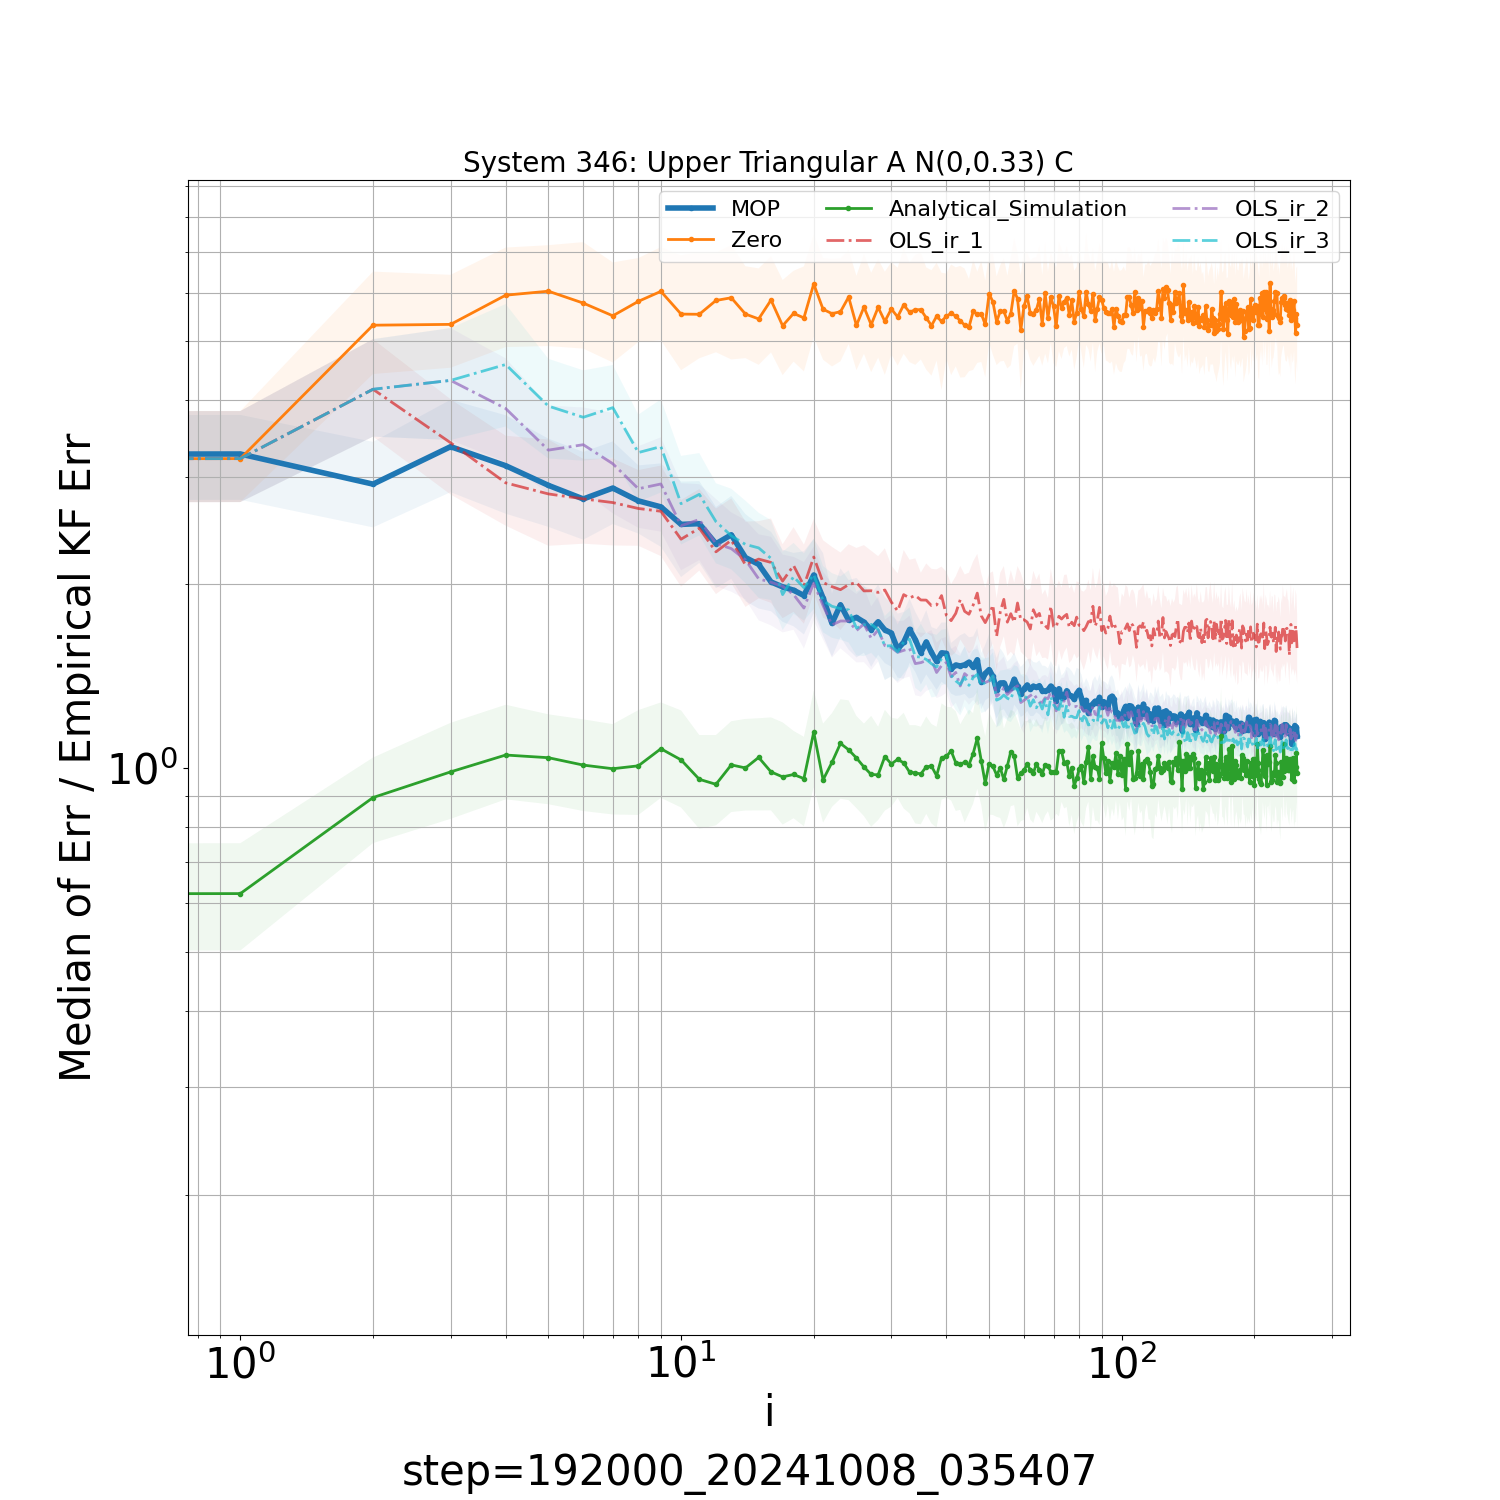 System 346: Upper Triangular A N(0,0.33) C
MOP
Zero
Analytical_Simulation
OLS_ir_1
OLS_ir_2
OLS_ir_3
Median of Err / Empirical KF Err
10⁰
10⁰
10¹
10²
i
step=192000_20241008_035407